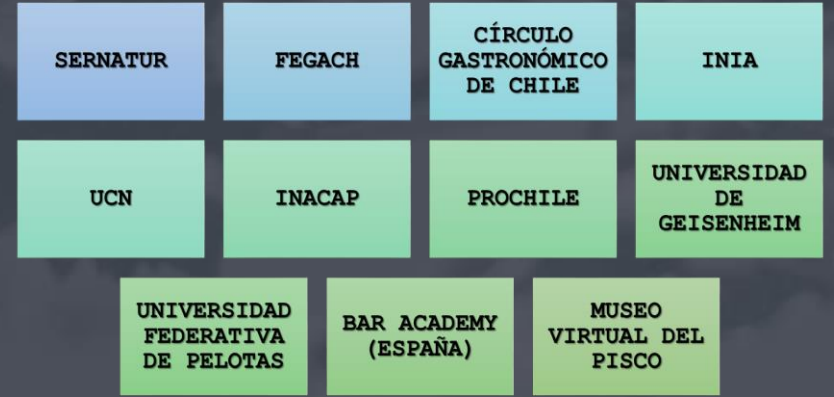 SERNATUR
FEGACH
CÍRCULO
GASTRONÓMICO
DE CHILE
INIA
UCN
INACAP
PROCHILE
UNIVERSIDAD
DE
GEISENHEIM
UNIVERSIDAD
FEDERATIVA
DE PELOTAS
BAR ACADEMY
(ESPAÑA)
MUSEO
VIRTUAL DEL
PISCO